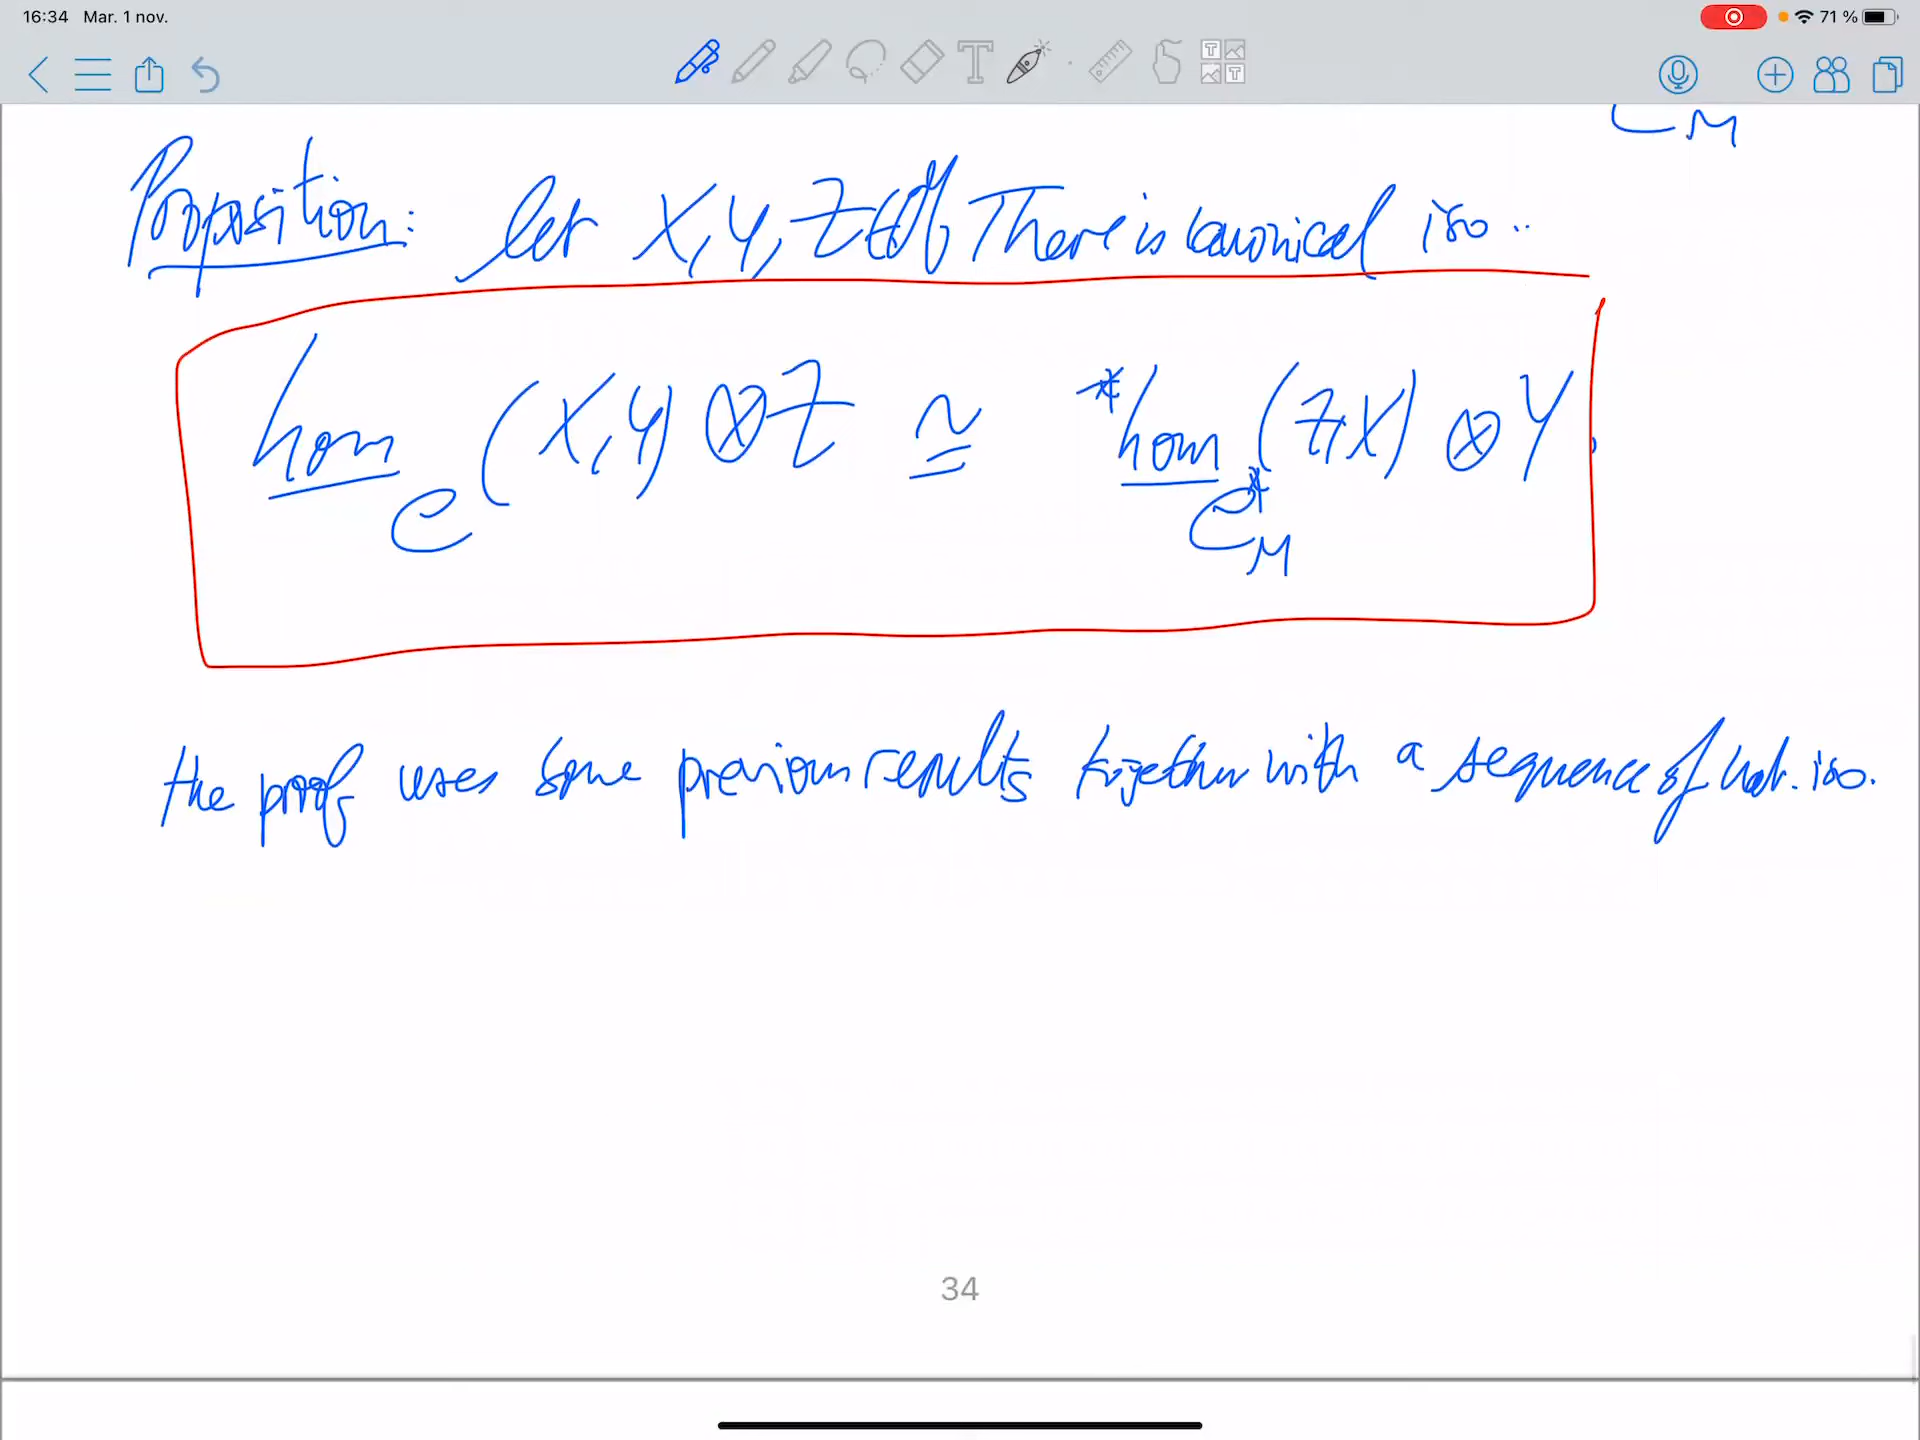 16:34 Mar. 1 nov.
71 %
C_M
Proposition: let X, Y, Z ∈ M There is canonical iso..
hom_C (X, Y) ⊗ Z ≅ *hom_{C*_M} (Z, X) ⊗ Y.
the proof uses some previous results together with a sequence of nat. iso.
34